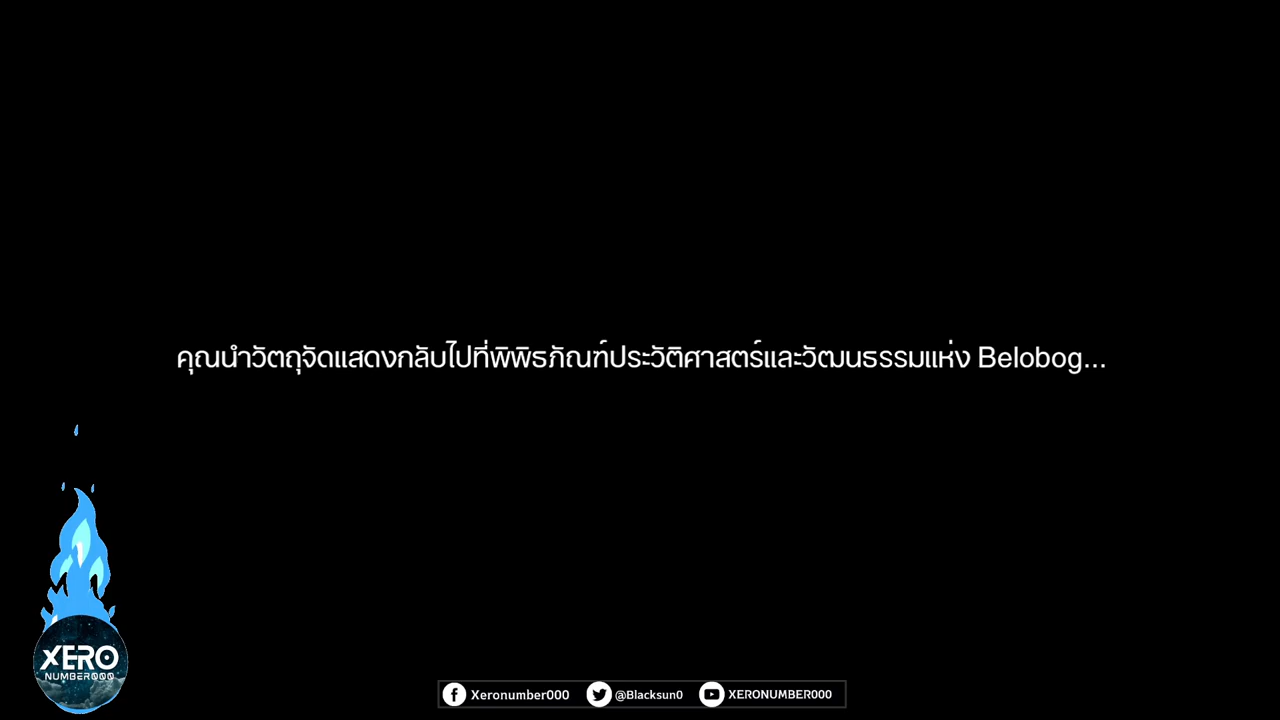 คุณนำวัตถุจัดแสดงกลับไปที่พิพิธภัณฑ์ประวัติศาสตร์และวัฒนธรรมแห่ง Belobog...
XERO
NUMBER000
Xeronumber000 @Blacksun0 XERONUMBER000